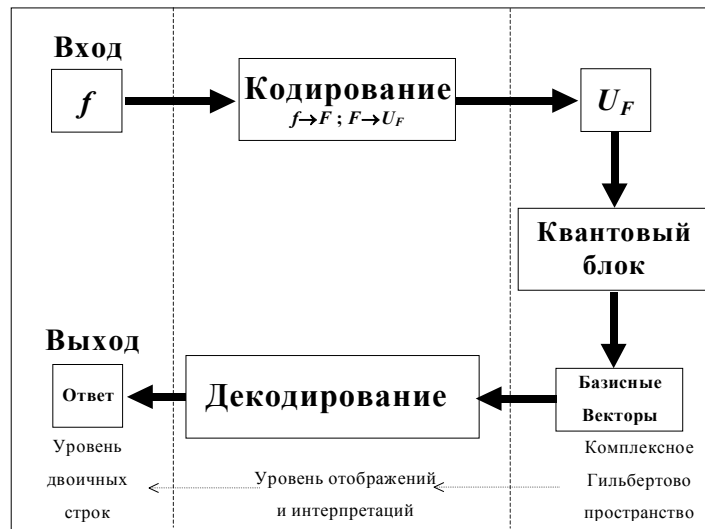 Вход
f
Кодирование
f→F ; F→U_F
U_F
Квантовый
блок
Выход
Ответ
Декодирование
Базисные
Векторы
Уровень
двоичных
строк
Уровень отображений
и интерпретаций
Комплексное
Гильбертово
пространство